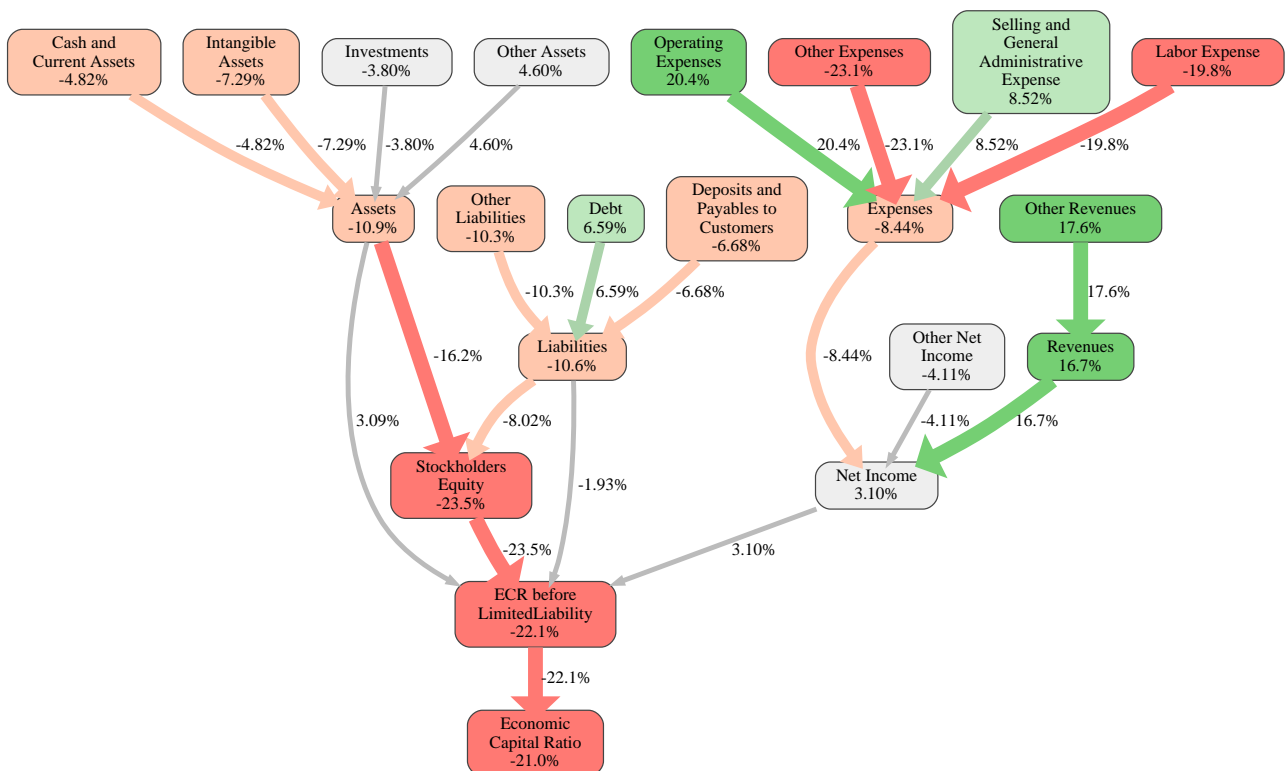 Cash and
Current Assets
-4.82%
Intangible
Assets
-7.29%
Investments
-3.80%
Other Assets
4.60%
Operating
Expenses
20.4%
Other Expenses
-23.1%
Selling and
General
Administrative
Expense
8.52%
Labor Expense
-19.8%
-4.82%
-7.29%
-3.80%
4.60%
20.4%
-23.1%
8.52%
-19.8%
Assets
-10.9%
Other
Liabilities
-10.3%
Debt
6.59%
Deposits and
Payables to
Customers
-6.68%
Expenses
-8.44%
Other Revenues
17.6%
-10.3%
6.59%
-6.68%
17.6%
-16.2%
Liabilities
-10.6%
-8.44%
Other Net
Income
-4.11%
Revenues
16.7%
3.09%
-8.02%
-4.11%
16.7%
Stockholders
Equity
-23.5%
-1.93%
Net Income
3.10%
-23.5%
3.10%
ECR before
LimitedLiability
-22.1%
-22.1%
Economic
Capital Ratio
-21.0%